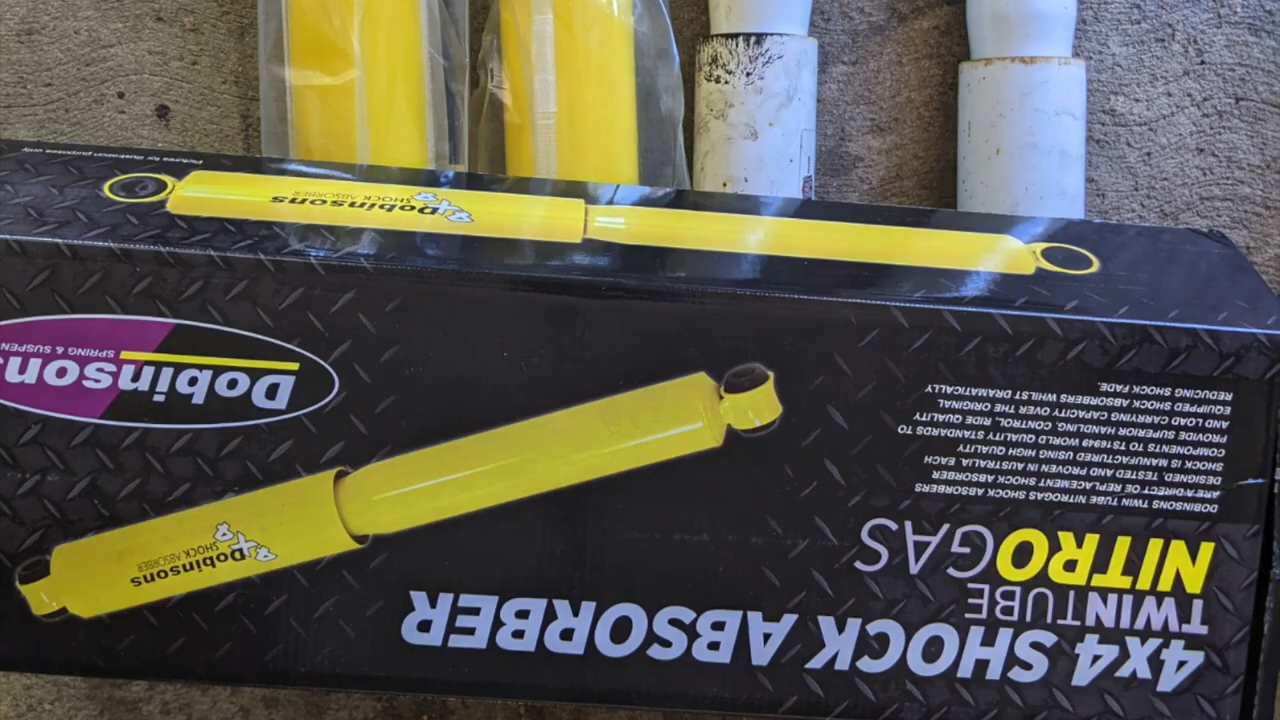 4x4 SHOCK ABSORBER
TWINTUBE
NITROGAS
DOBINSONS TWIN TUBE NITROGAS SHOCK ABSORBERS
ARE A DIRECT OE REPLACEMENT SHOCK ABSORBER
DESIGNED, TESTED AND PROVEN IN AUSTRALIA. EACH
SHOCK IS MANUFACTURED USING HIGH QUALITY
COMPONENTS TO TS16949 WORLD QUALITY STANDARDS TO
PROVIDE SUPERIOR HANDLING, CONTROL, RIDE QUALITY
AND LOAD CARRYING CAPACITY OVER THE ORIGINAL
EQUIPPED SHOCK ABSORBERS WHILST DRAMATICALLY
REDUCING SHOCK FADE.
Dobinsons
SHOCK ABSORBER
4x4
Dobinsons
SPRING & SUSPEN
Dobinsons
SHOCK ABSORBER
4x4
Pictures for illustration purposes only